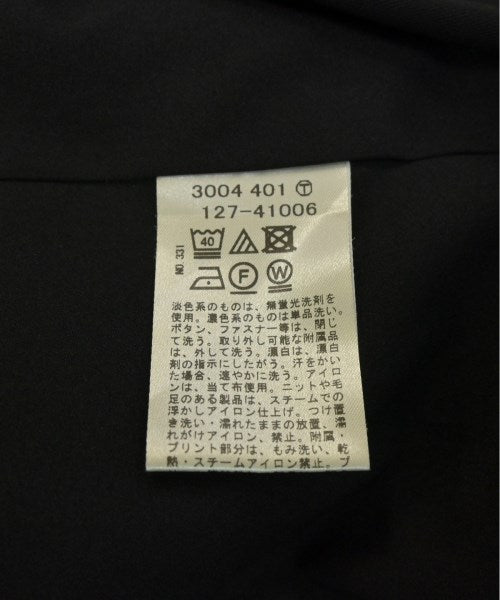 3004 401 Ⓣ
127-41006
NO.331
40
F
W
淡色系のものは、無蛍光洗剤を
使用。濃色系のものは単品洗い。
ボタン、ファスナー等は、閉じ
て洗う。取り外し可能な附属品
は、外して洗う。漂白は、漂白
剤の指示にしたがう。汗をかい
た場合、速やかに洗う。アイロ
ンは、当て布使用。ニットや毛
足のある製品は、スチームでの
浮かしアイロン仕上げ。つけ置
き洗い・濡れたままの放置、濡
れがけアイロン、禁止。附属・
プリント部分は、もみ洗い、乾
熱・スチームアイロン禁止。プ